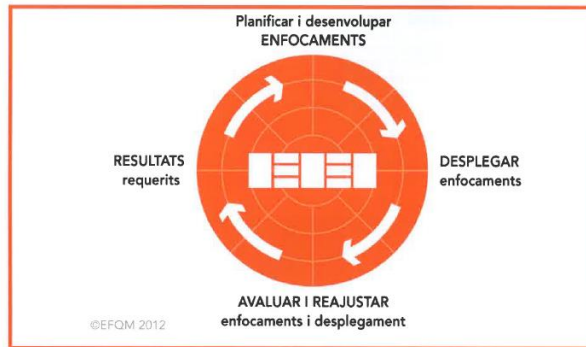 Planificar i desenvolupar
ENFOCAMENTS
RESULTATS
requerits
DESPLEGAR
enfocaments
AVALUAR I REAJUSTAR
enfocaments i desplegament
©EFQM 2012